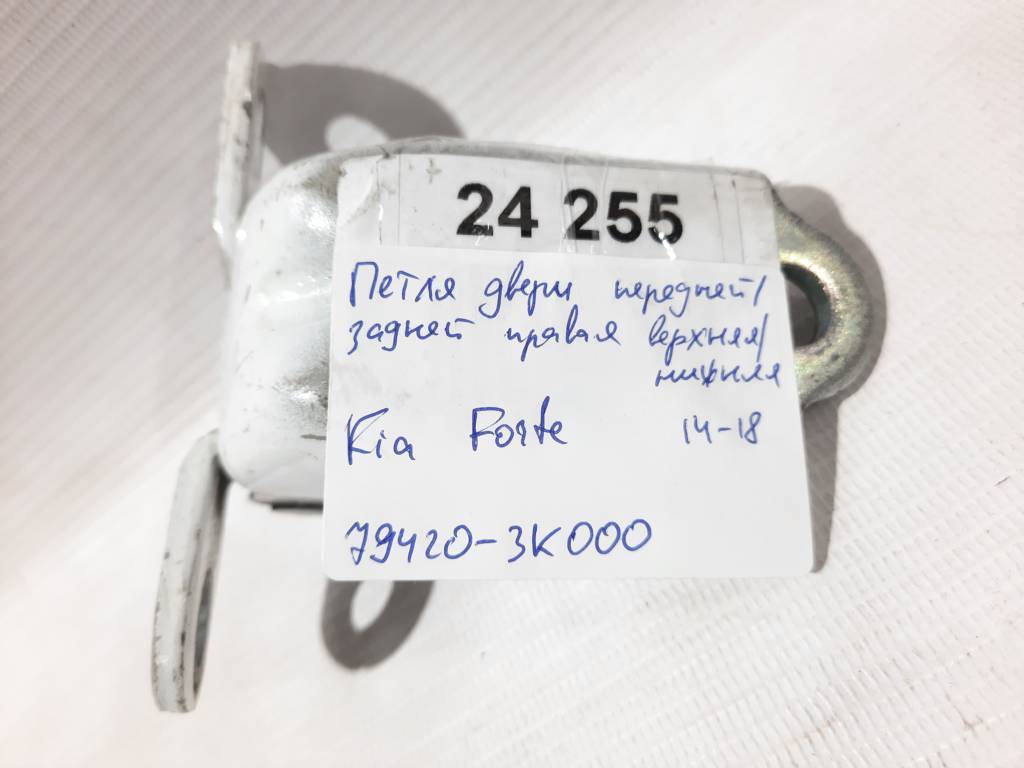 24 255
Петля двери передней/
задней правая верхняя/
нижняя
Kia Forte 14-18
79420-3K000